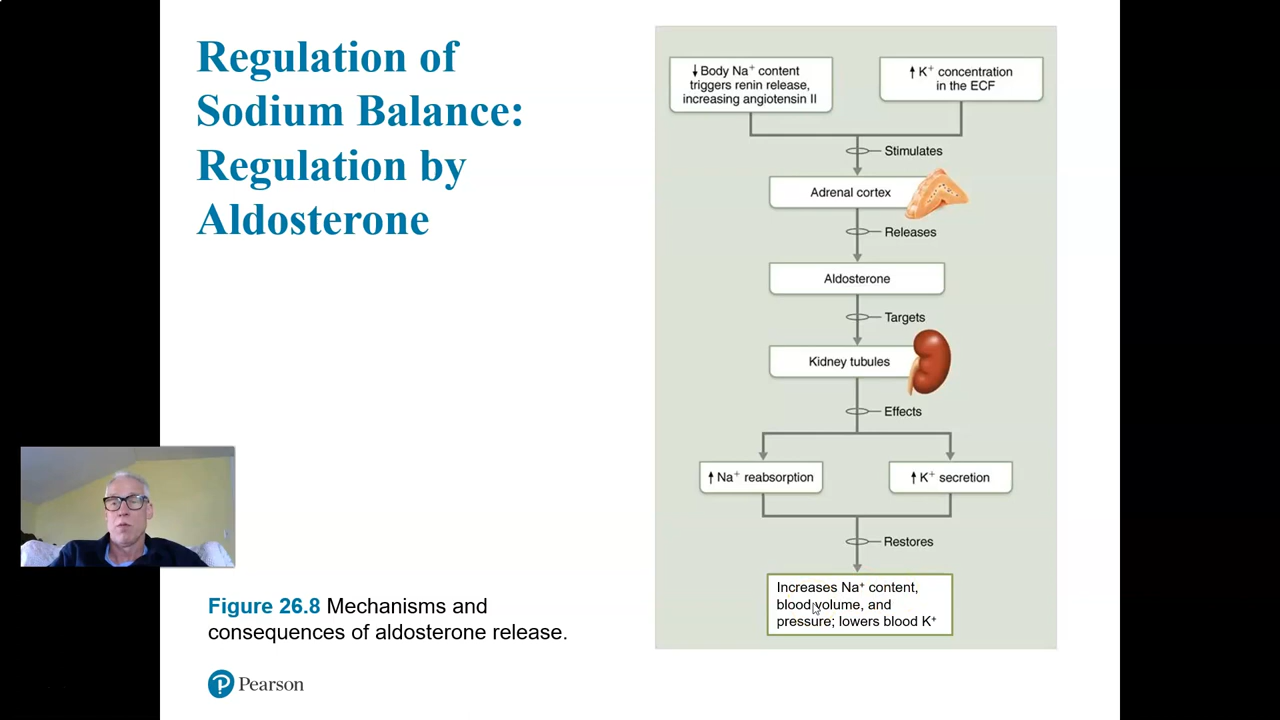 Regulation of
Sodium Balance:
Regulation by
Aldosterone
↓ Body Na⁺ content
triggers renin release,
increasing angiotensin II
↑ K⁺ concentration
in the ECF
Stimulates
Adrenal cortex
Releases
Aldosterone
Targets
Kidney tubules
Effects
↑ Na⁺ reabsorption
↑ K⁺ secretion
Restores
Increases Na⁺ content,
blood volume, and
pressure; lowers blood K⁺
Figure 26.8 Mechanisms and
consequences of aldosterone release.
P Pearson